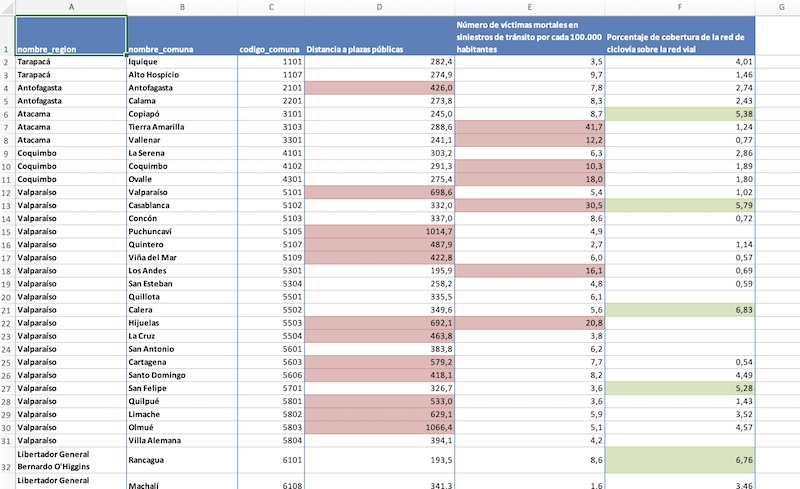 A B C D E F G
1 nombre_region nombre_comuna codigo_comuna Distancia a plazas públicas Número de víctimas mortales en siniestros de tránsito por cada 100.000 habitantes Porcentaje de cobertura de la red de ciclovía sobre la red vial
2 Tarapacá Iquique 1101 282,4 3,5 4,01
3 Tarapacá Alto Hospicio 1107 274,9 9,7 1,46
4 Antofagasta Antofagasta 2101 426,0 7,8 2,74
5 Antofagasta Calama 2201 273,8 8,3 2,43
6 Atacama Copiapó 3101 245,0 8,7 5,38
7 Atacama Tierra Amarilla 3103 288,6 41,7 1,24
8 Atacama Vallenar 3301 241,1 12,2 0,77
9 Coquimbo La Serena 4101 303,2 6,3 2,86
10 Coquimbo Coquimbo 4102 291,3 10,3 1,89
11 Coquimbo Ovalle 4301 275,4 18,0 1,80
12 Valparaíso Valparaíso 5101 698,6 5,4 1,02
13 Valparaíso Casablanca 5102 332,0 30,5 5,79
14 Valparaíso Concón 5103 337,0 8,6 0,72
15 Valparaíso Puchuncaví 5105 1014,7 4,9
16 Valparaíso Quintero 5107 487,9 2,7 1,14
17 Valparaíso Viña del Mar 5109 422,8 6,0 0,57
18 Valparaíso Los Andes 5301 195,9 16,1 0,69
19 Valparaíso San Esteban 5304 258,2 4,8 0,59
20 Valparaíso Quillota 5501 335,5 6,1
21 Valparaíso Calera 5502 349,6 5,6 6,83
22 Valparaíso Hijuelas 5503 692,1 20,8
23 Valparaíso La Cruz 5504 463,8 3,8
24 Valparaíso San Antonio 5601 383,8 6,2
25 Valparaíso Cartagena 5603 579,2 7,7 0,54
26 Valparaíso Santo Domingo 5606 418,1 8,2 4,49
27 Valparaíso San Felipe 5701 326,7 3,6 5,28
28 Valparaíso Quilpué 5801 533,0 3,6 1,43
29 Valparaíso Limache 5802 629,1 5,9 3,52
30 Valparaíso Olmué 5803 1066,4 5,1 4,57
31 Valparaíso Villa Alemana 5804 394,1 4,2
32 Libertador General Bernardo O'Higgins Rancagua 6101 193,5 8,6 6,76
Libertador General Machalí 6108 341,3 1,6 3,46